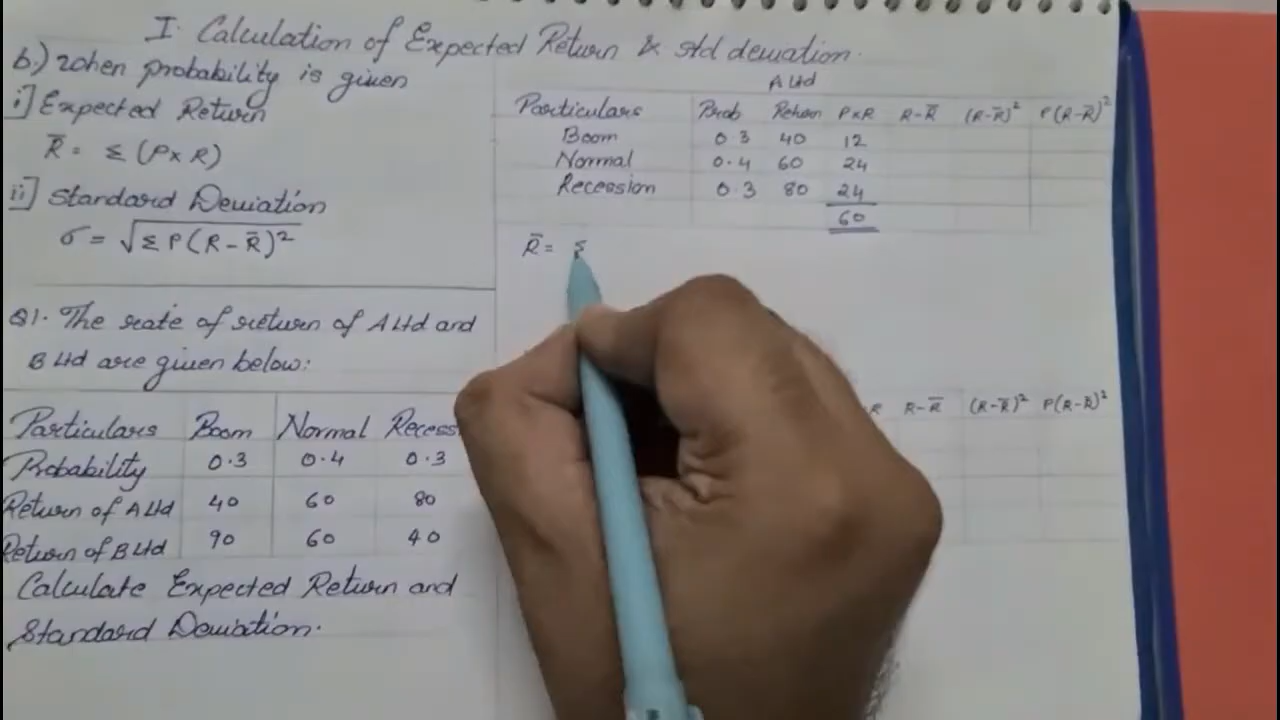 I. Calculation of Expected Return & std deviation.
b.) When probability is given
i] Expected Return
R̄ = Σ (P x R)
ii] Standard Deviation
σ = √Σ P(R - R̄)²
Q1. The rate of return of A Ltd and
B Ltd are given below:
Particulars Boom Normal Recess
Probability 0.3 0.4 0.3
Return of A Ltd 40 60 80
Return of B Ltd 90 60 40
Calculate Expected Return and
Standard Deviation.
A Ltd
Particulars Prob Return P x R R - R̄ (R - R̄)² P(R - R̄)²
Boom 0.3 40 12
Normal 0.4 60 24
Recession 0.3 80 24
60
R̄ = Σ
R R - R̄ (R - R̄)² P(R - R̄)²